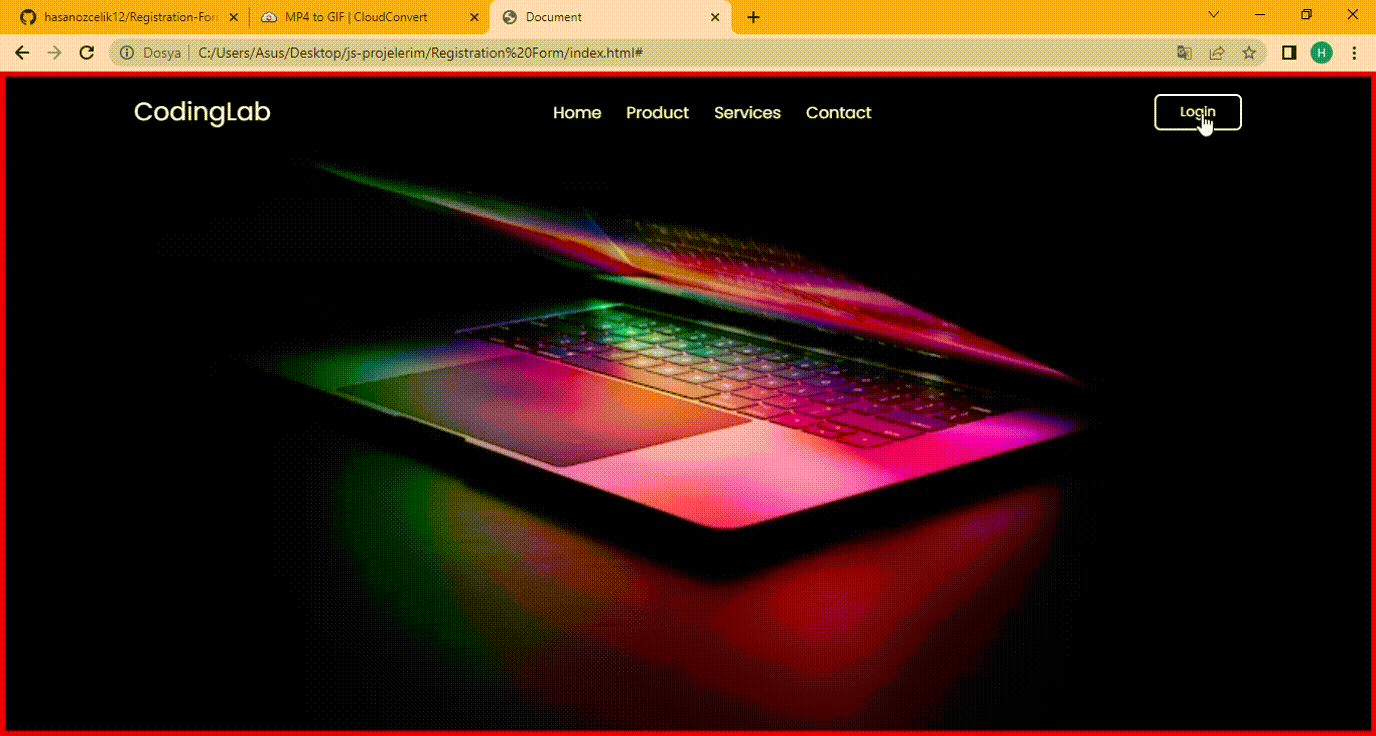 hasanozcelik12/Registration-For
MP4 to GIF | CloudConvert
Document
Dosya
C:/Users/Asus/Desktop/js-projelerim/Registration%20Form/index.html#
H
CodingLab
Home
Product
Services
Contact
Login